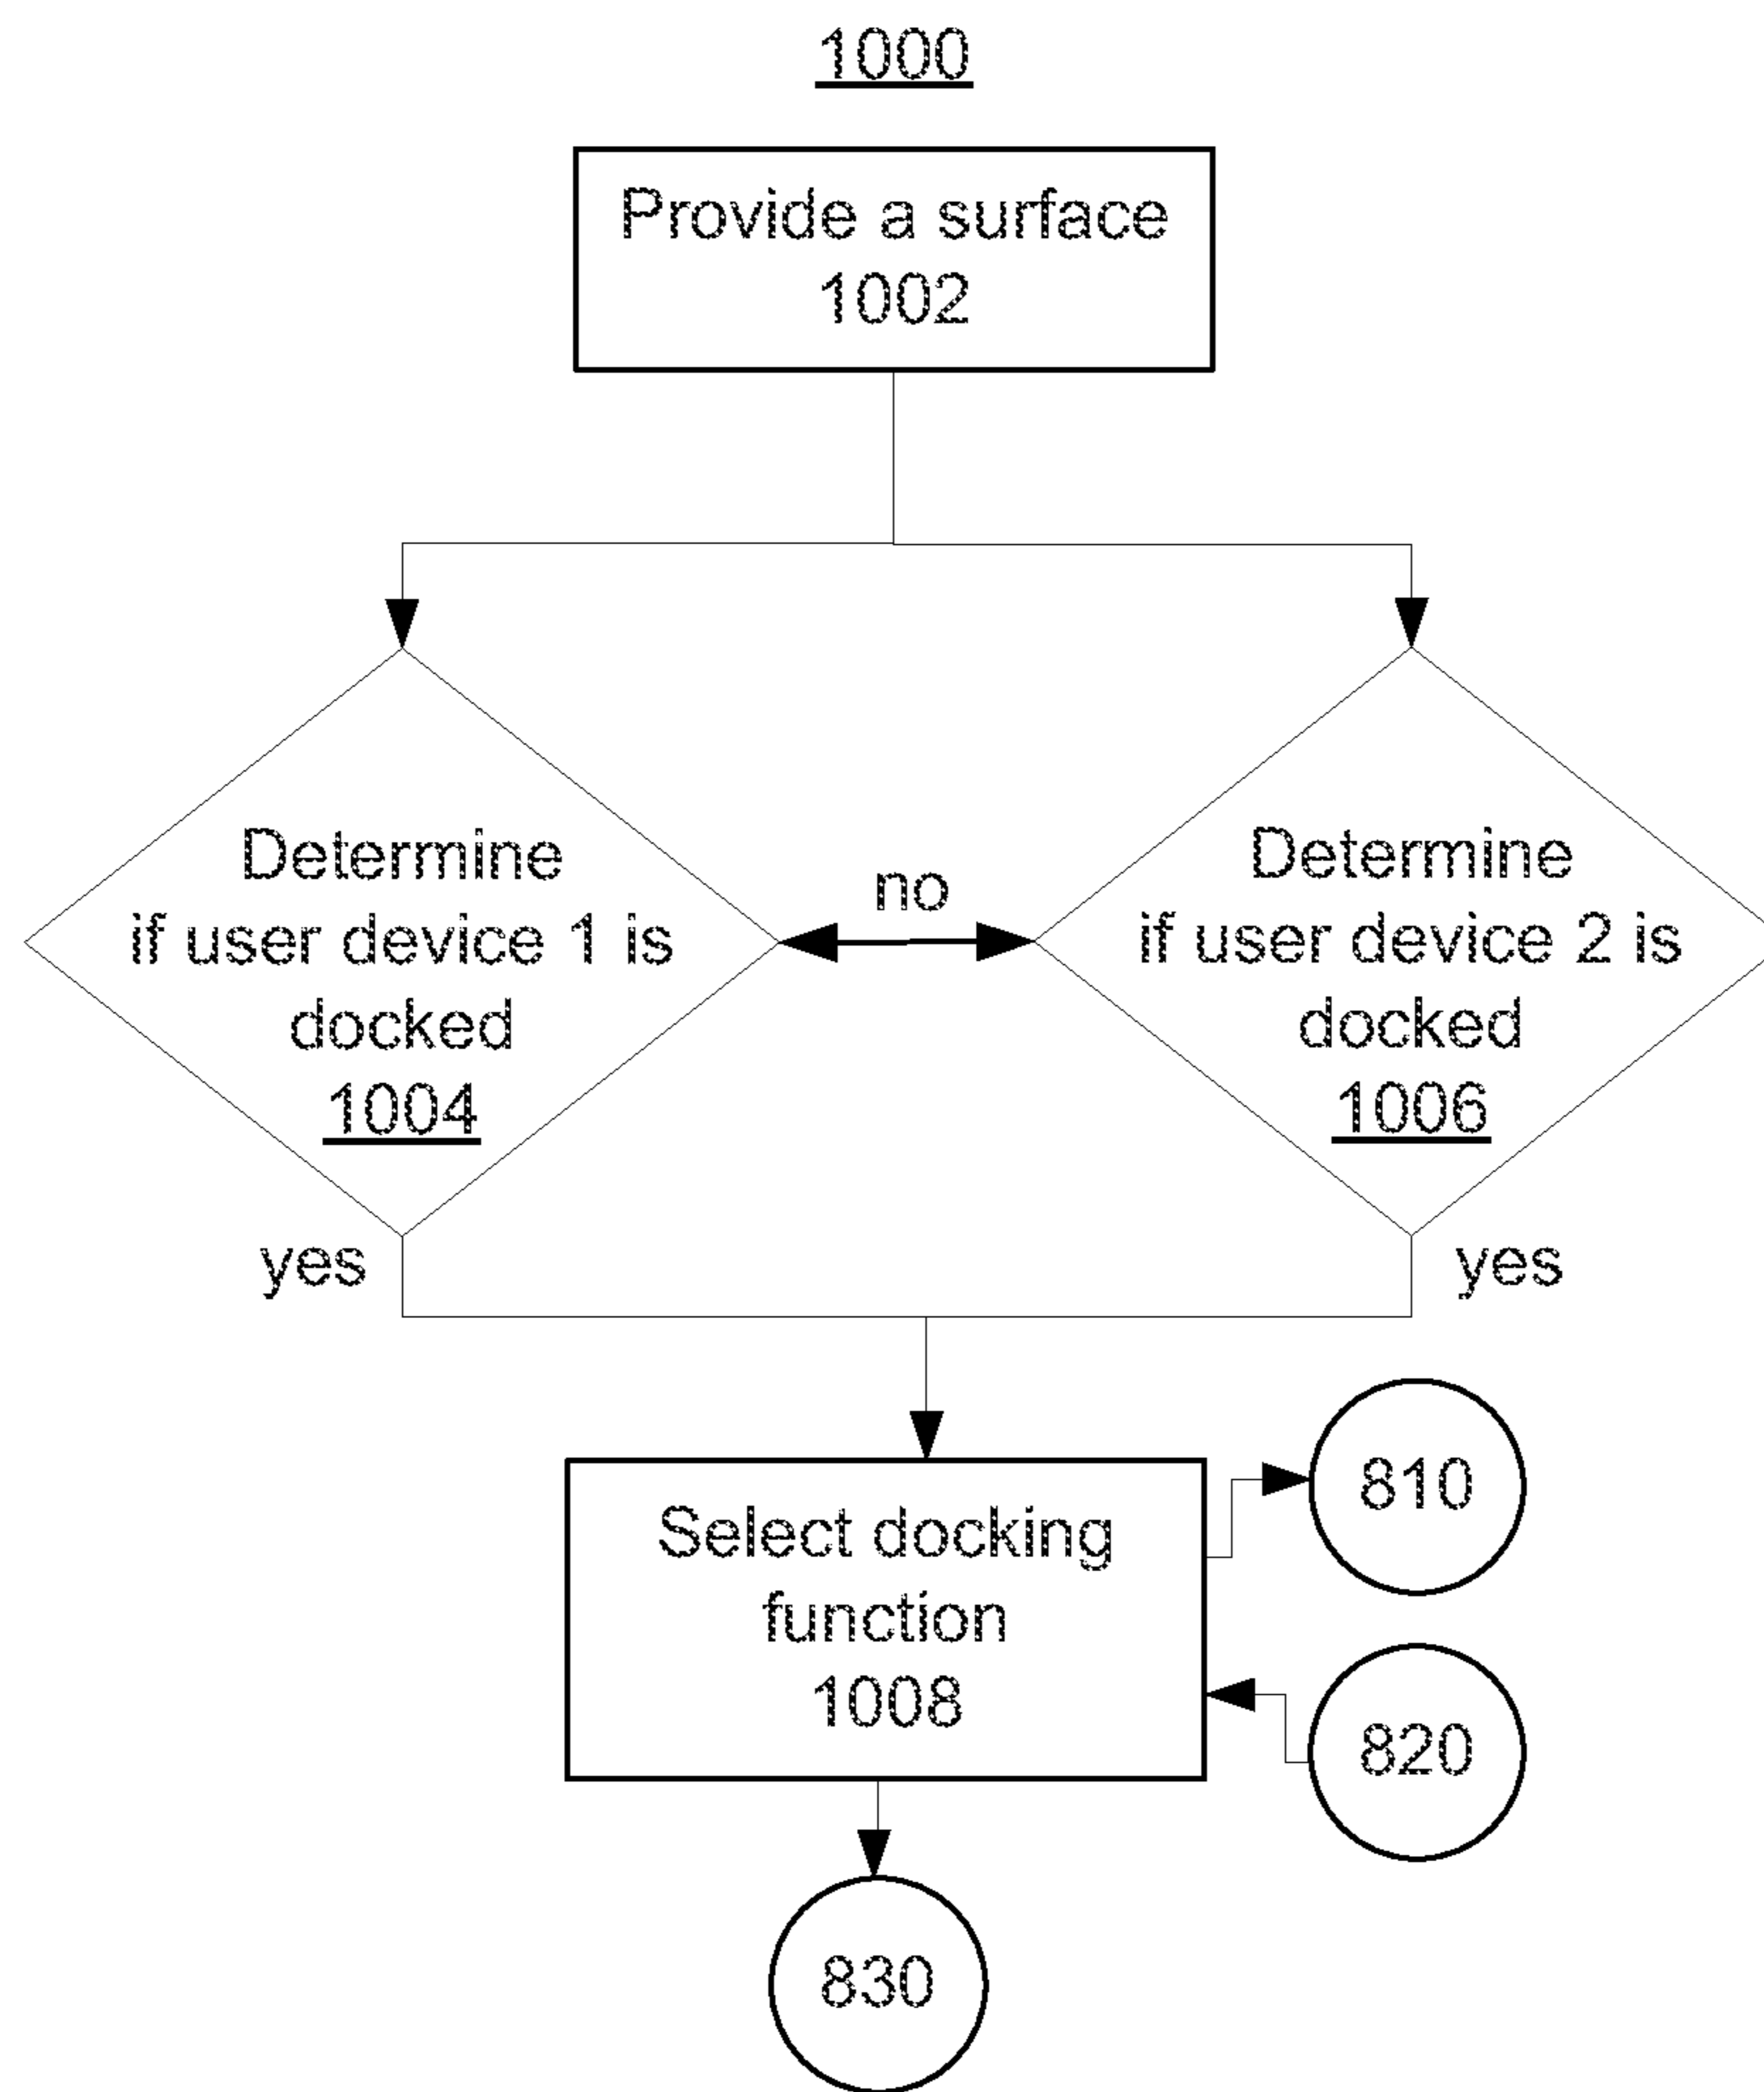 1000
Provide a surface
1002
Determine
if user device 1 is
docked
1004
no
Determine
if user device 2 is
docked
1006
yes
yes
Select docking
function
1008
810
820
830